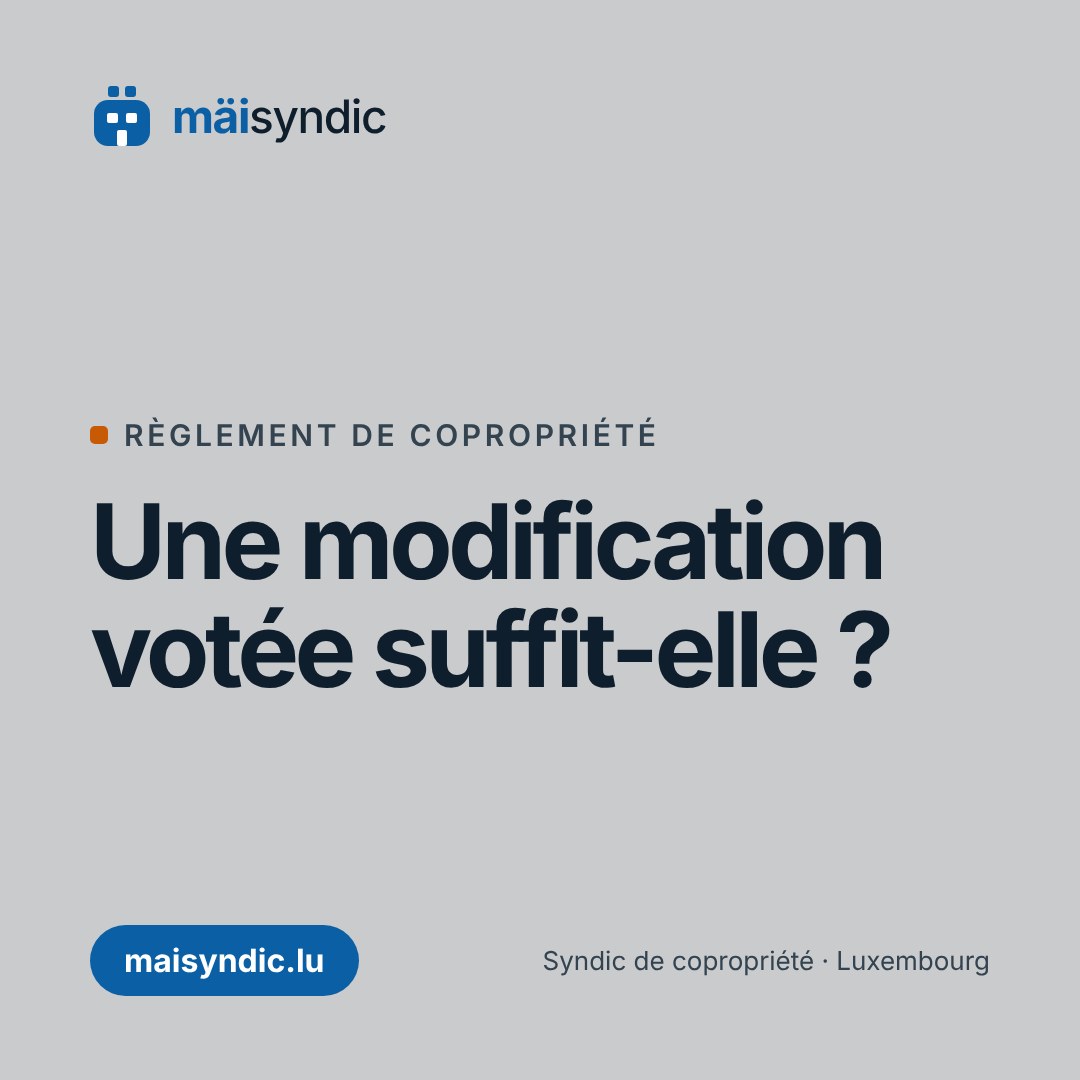 mäisyndic
RÈGLEMENT DE COPROPRIÉTÉ
Une modification
votée suffit-elle ?
maisyndic.lu
Syndic de copropriété · Luxembourg